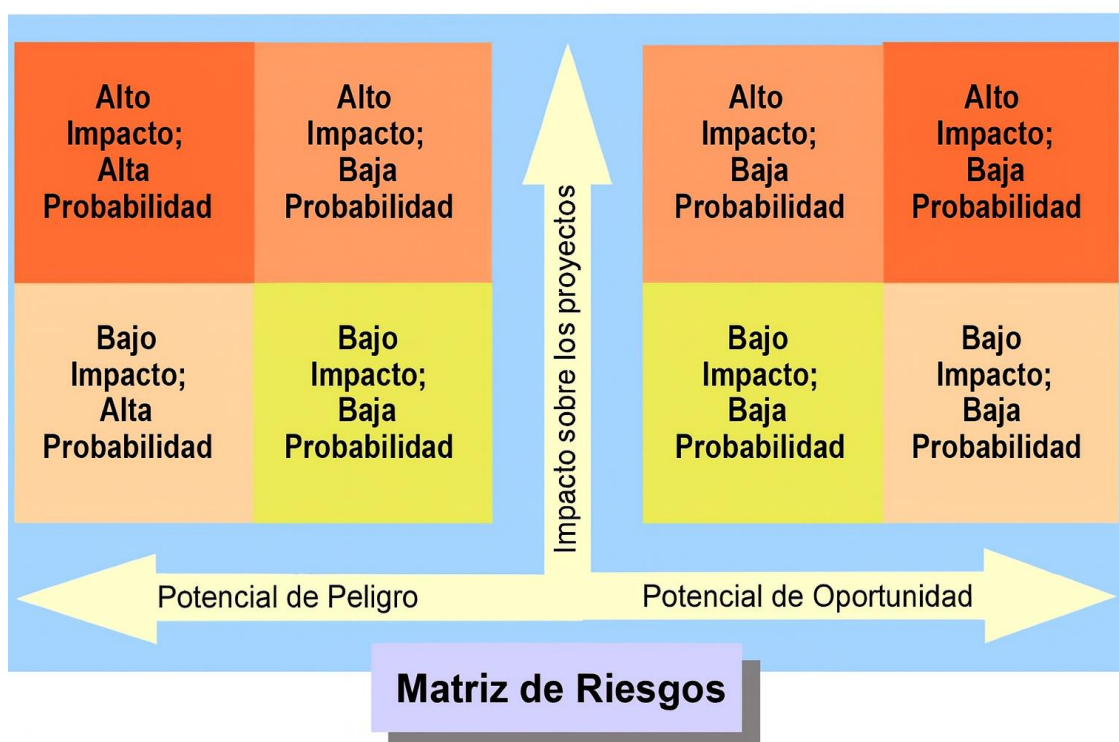 Alto
Impacto;
Alta
Probabilidad
Alto
Impacto;
Baja
Probabilidad
Bajo
Impacto;
Alta
Probabilidad
Bajo
Impacto;
Baja
Probabilidad
Impacto sobre los proyectos
Alto
Impacto;
Baja
Probabilidad
Alto
Impacto;
Baja
Probabilidad
Bajo
Impacto;
Baja
Probabilidad
Bajo
Impacto;
Baja
Probabilidad
Potencial de Peligro
Potencial de Oportunidad
Matriz de Riesgos